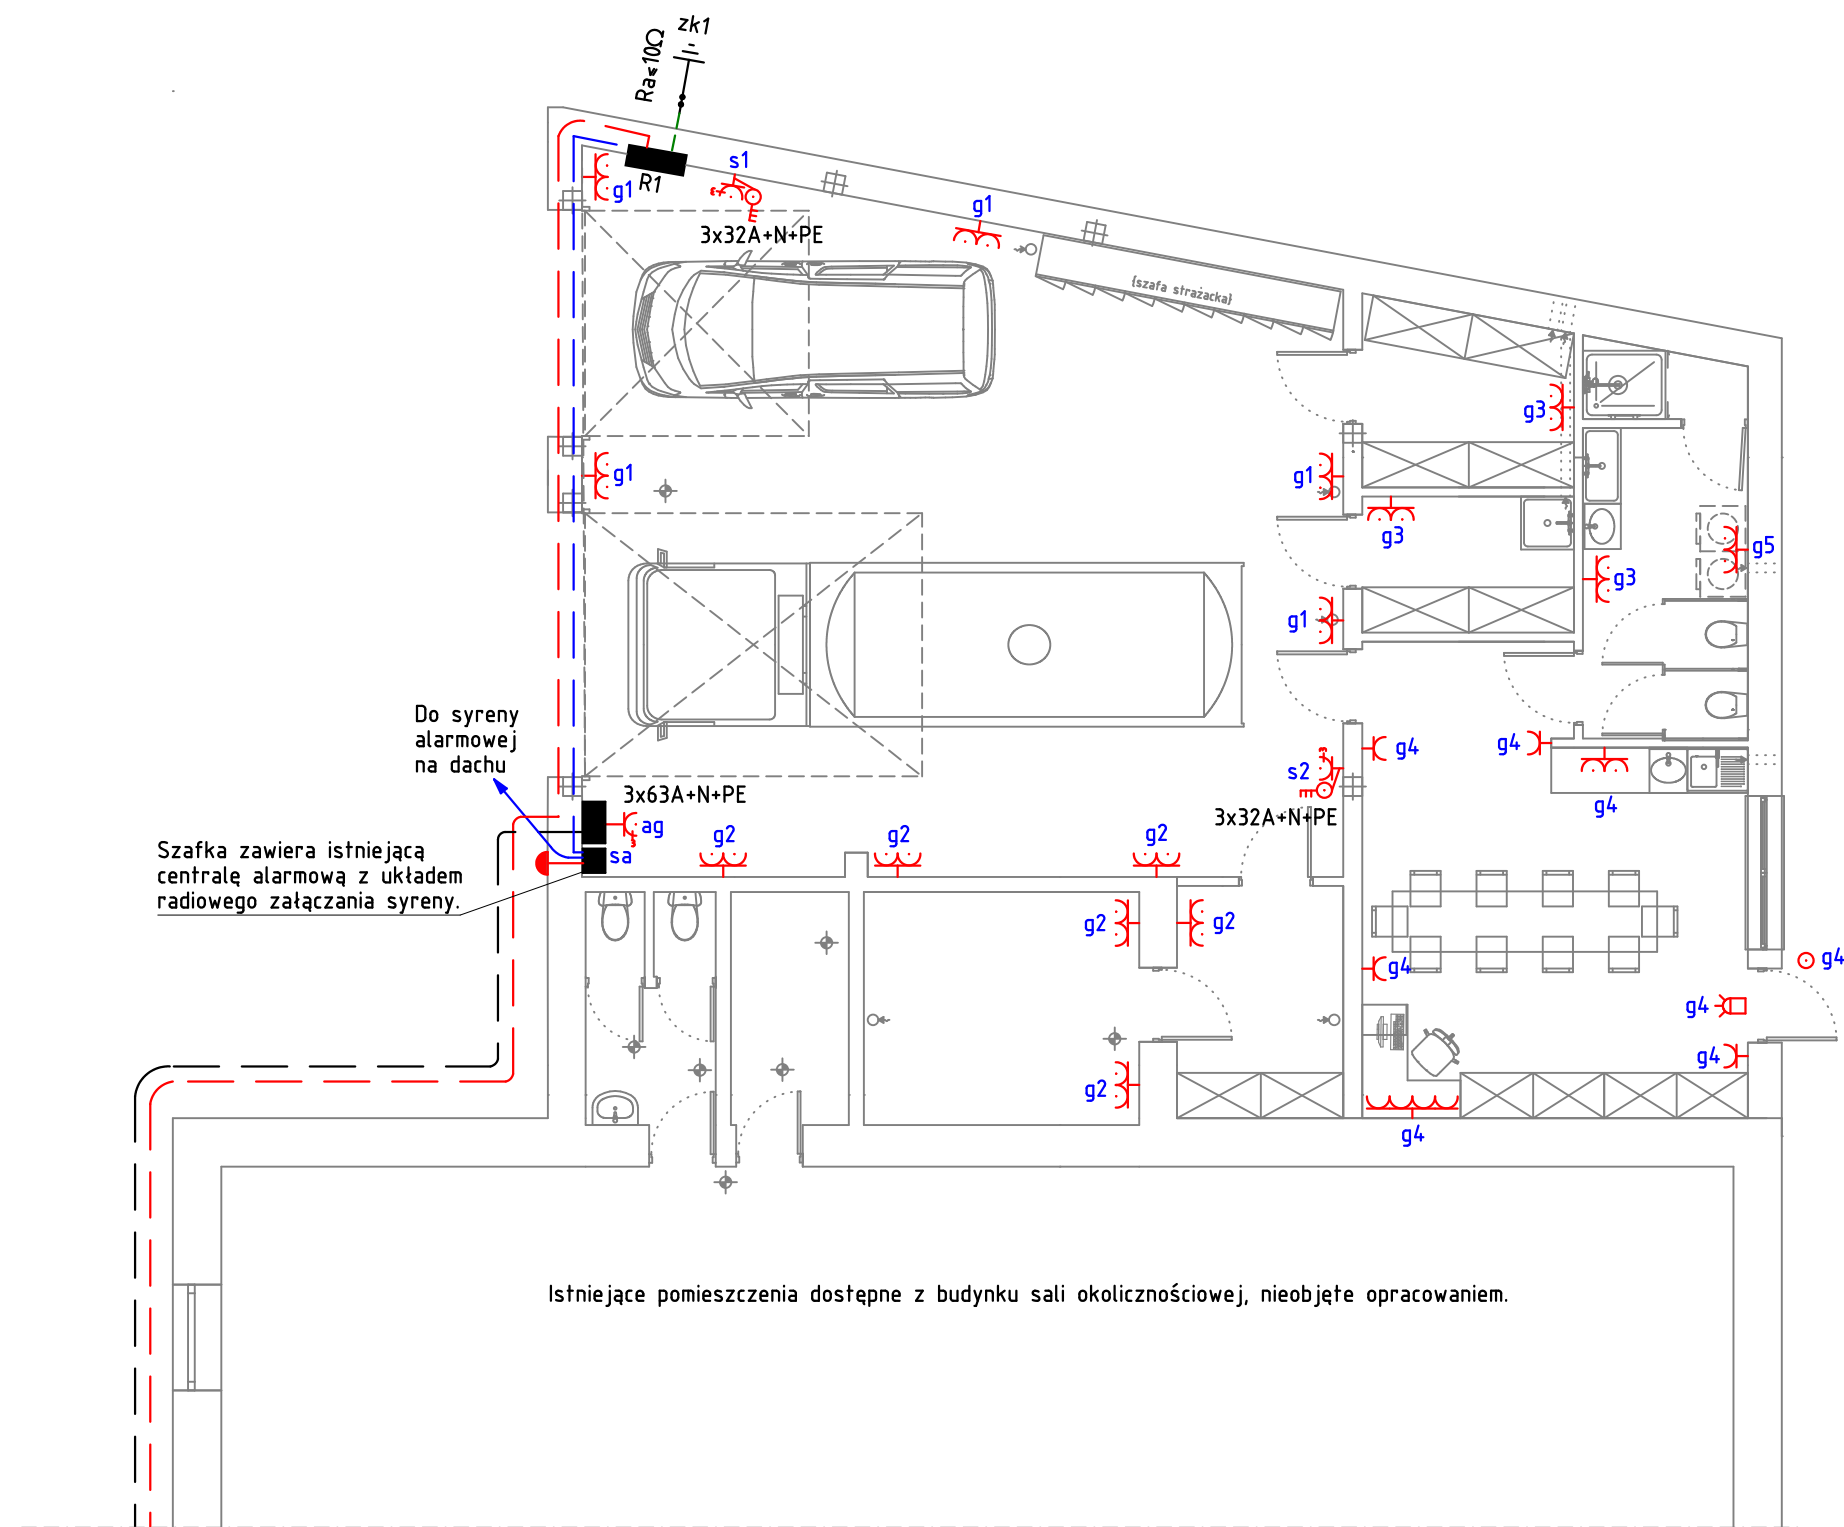 zk1
Ra≤10Ω
R1
g1
s1
3x32A+N+PE
g1
{szafa strażacka}
g3
g1
g1
g3
g5
g3
g1
Do syreny
alarmowej
na dachu
g4
g4
s2
3x32A+N+PE
g4
3x63A+N+PE
ag
sa
g2
g2
g2
Szafka zawiera istniejącą
centralę alarmową z układem
radiowego załączania syreny.
g2
g2
g4
g4
g4
g4
g2
g4
Istniejące pomieszczenia dostępne z budynku sali okolicznościowej, nieobjęte opracowaniem.